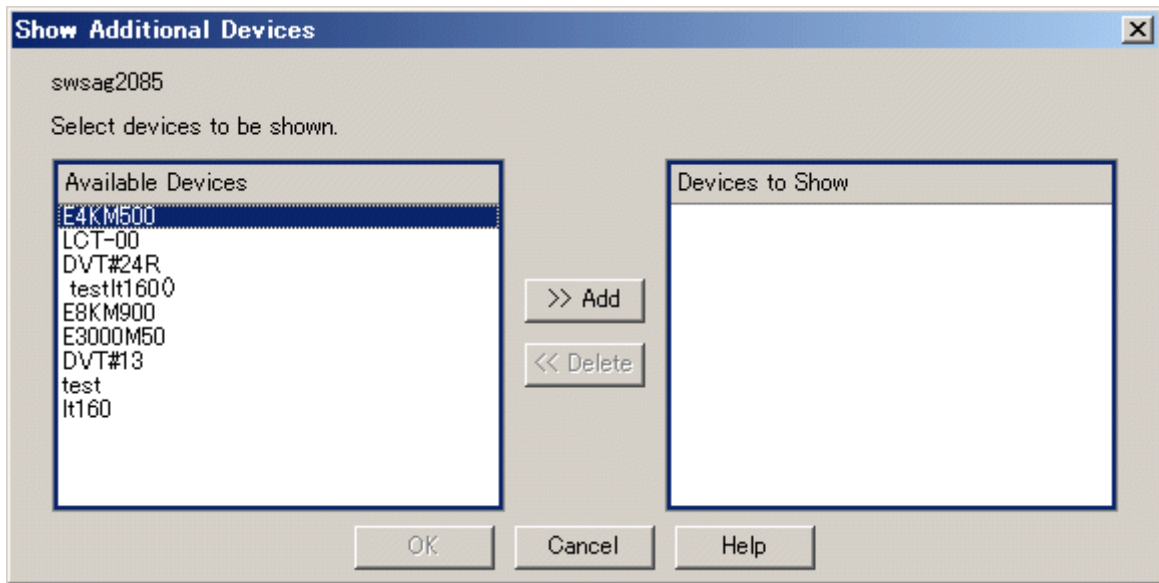 Show Additional Devices
swsag2085
Select devices to be shown.
Available Devices
E4KM500
LCT-00
DVT#24R
testlt1600
E8KM900
E3000M50
DVT#13
test
lt160
>> Add
<< Delete
Devices to Show
OK
Cancel
Help